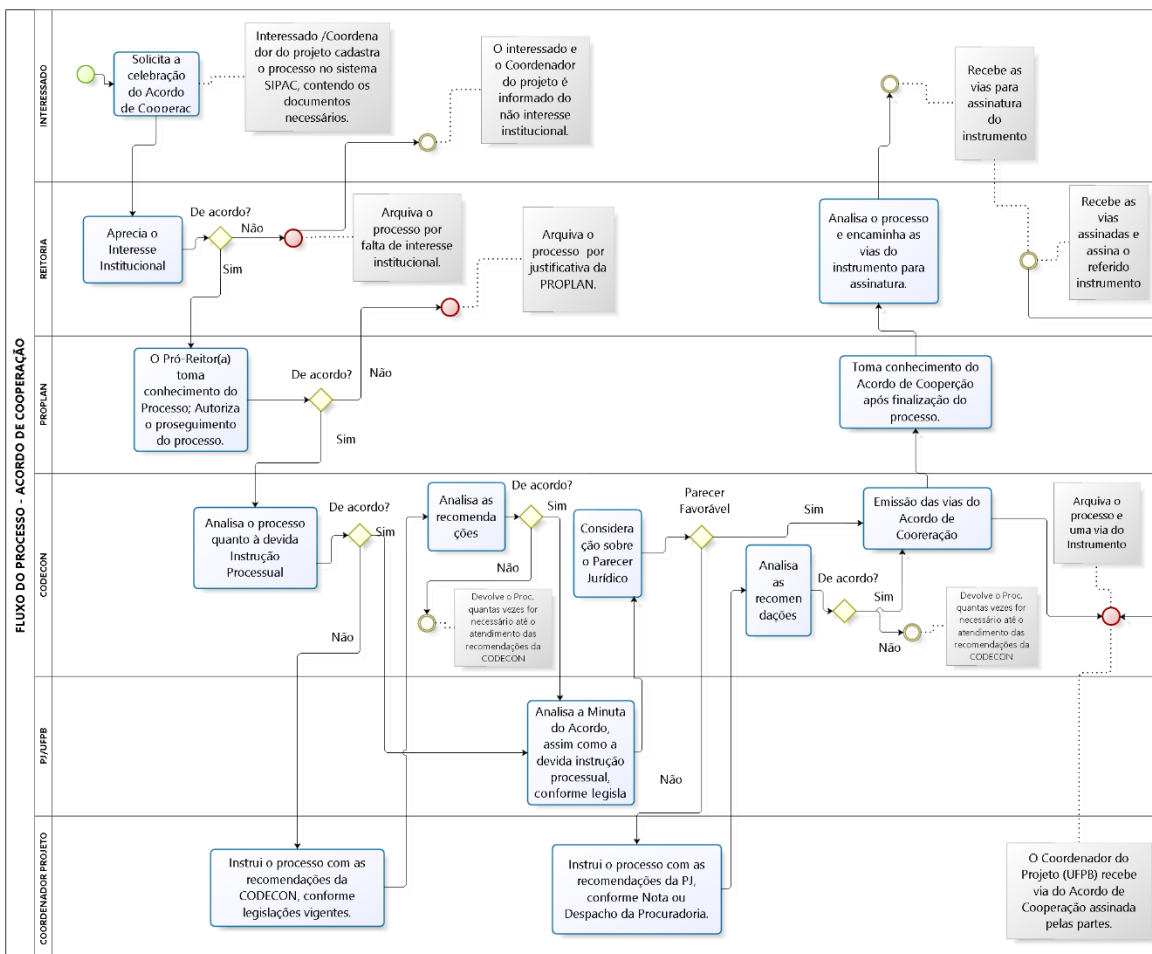 FLUXO DO PROCESSO - ACORDO DE COOPERAÇÃO
INTERESSADO
Solicita a
celebração
do Acordo
de Cooperac
Interessado /Coordena
dor do projeto cadastra
o processo no sistema
SIPAC, contendo os
documentos
necessários.
O interessado e
o Coordenador
do projeto é
informado do
não interesse
institucional.
Recebe as
vias para
assinatura
do
instrumento
REITORIA
Aprecia o
Interesse
Institucional
De acordo?
Não
Sim
Arquiva o
processo por
falta de interesse
institucional.
Arquiva o
processo por
justificativa da
PROPLAN.
Analisa o processo
e encaminha as
vias do
instrumento para
assinatura.
Recebe as
vias
assinadas e
assina o
referido
instrumento
PROPLAN
O Pró-Reitor(a)
toma
conhecimento do
Processo; Autoriza
o proseguimento
do processo.
De acordo?
Não
Sim
Toma conhecimento do
Acordo de Cooperção
após finalização do
processo.
CODECON
Analisa o processo
quanto à devida
Instrução
Processual
De acordo?
Sim
Não
Analisa as
recomenda
ções
De acordo?
Sim
Não
Devolve o Proc.
quantas vezes for
necessário até o
atendimento das
recomendações da
CODECON
Considera
ção sobre
o Parecer
Jurídico
Parecer
Favorável
Sim
Não
Analisa
as
recomen
dações
De acordo?
Sim
Não
Devolve o Proc.
quantas vezes for
necessário até o
atendimento das
recomendações da
CODECON
Emissão das vias do
Acordo de
Cooreração
Arquiva o
processo e
uma via do
Instrumento
PJ/UFPB
Analisa a Minuta
do Acordo,
assim como a
devida instrução
processual,
conforme legisla
COORDENADOR PROJETO
Instrui o processo com as
recomendações da
CODECON, conforme
legislações vigentes.
Instrui o processo com as
recomendações da PJ,
conforme Nota ou
Despacho da Procuradoria.
O Coordenador do
Projeto (UFPB) recebe
via do Acordo de
Cooperação assinada
pelas partes.